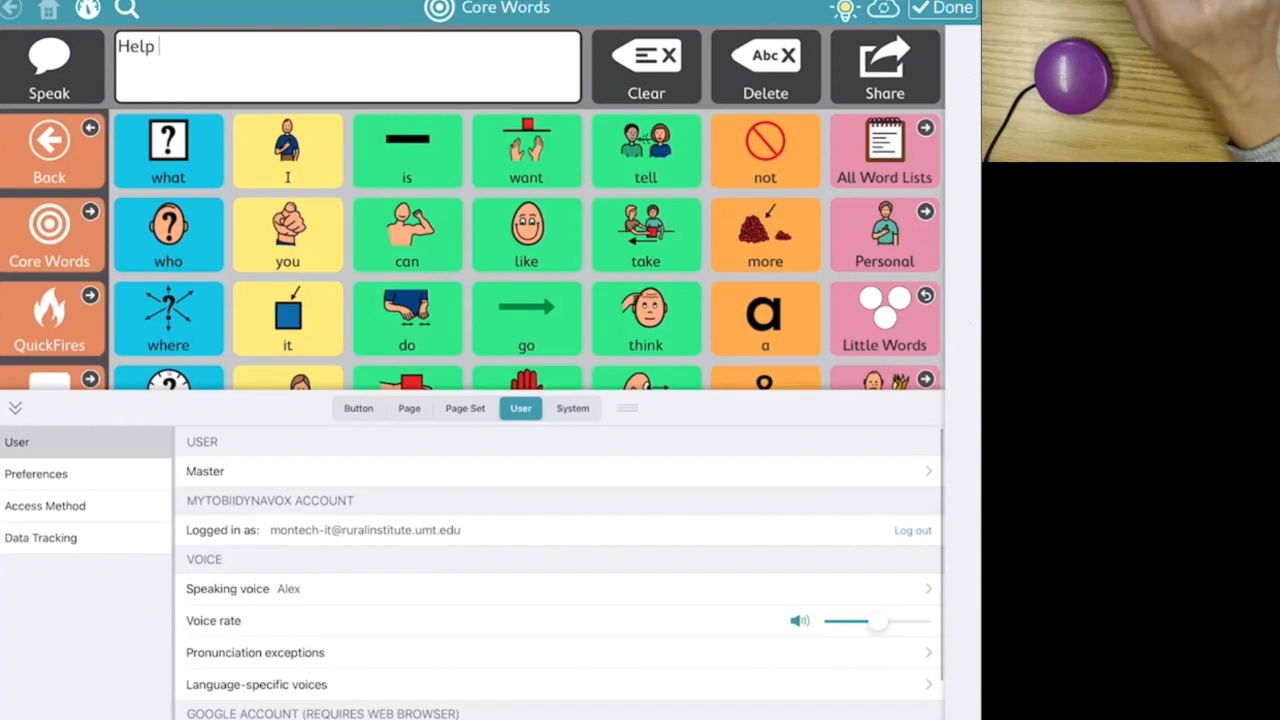 Core Words
Done
Speak
Help
Clear
Abc X
Delete
Share
Back
what
I
is
want
tell
not
All Word Lists
Core Words
who
you
can
like
take
more
Personal
QuickFires
where
it
do
go
think
a
a
Little Words
Button
Page
Page Set
User
System
User
Preferences
Access Method
Data Tracking
USER
Master
MYTOBIIDYNAVOX ACCOUNT
Logged in as: montech-it@ruralinstitute.umt.edu
Log out
VOICE
Speaking voice Alex
Voice rate
Pronunciation exceptions
Language-specific voices
GOOGLE ACCOUNT (REQUIRES WEB BROWSER)